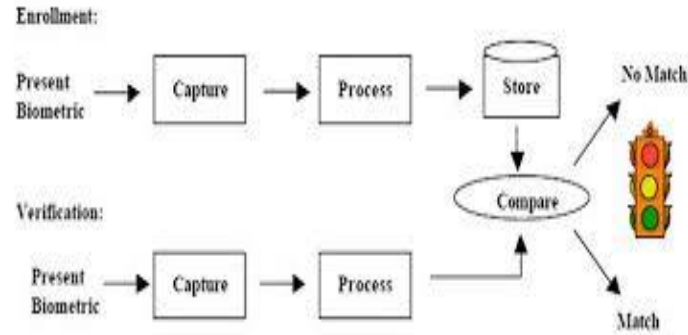 Enrollment:
Present
Biometric
Capture
Process
Store
No Match
Compare
Verification:
Present
Biometric
Capture
Process
Match